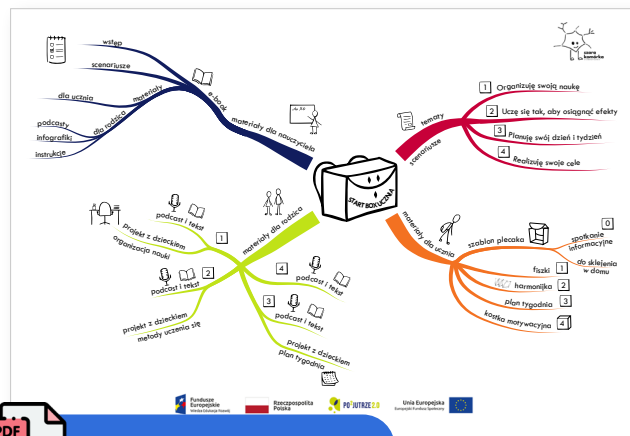 szara
komórka
wstęp
scenariusze
dla ucznia
materiały
podcasty
infografiki
instrukcje
dla rodzica
e-book
materiały dla nauczyciela
START BOX UCZNIA
tematy
scenariusze
1 Organizuję swoją naukę
2 Uczę się tak, aby osiągnąć efekty
3 Planuję swój dzień i tydzień
4 Realizuję swoje cele
materiały dla rodzica
podcast i tekst
projekt z dzieckiem
organizacja nauki
1
podcast i tekst
2
projekt z dzieckiem
metody uczenia się
4
podcast i tekst
3
podcast i tekst
projekt z dzieckiem
plan tygodnia
materiały dla ucznia
szablon plecaka
0
spotkanie
informacyjne
do sklejenia
w domu
fiszki 1
harmonijka 2
plan tygodnia 3
kostka motywacyjna 4
Fundusze
Europejskie
Wiedza Edukacja Rozwój
Rzeczpospolita
Polska
POJUTRZE 2.0
Unia Europejska
Europejski Fundusz Społeczny
PDF